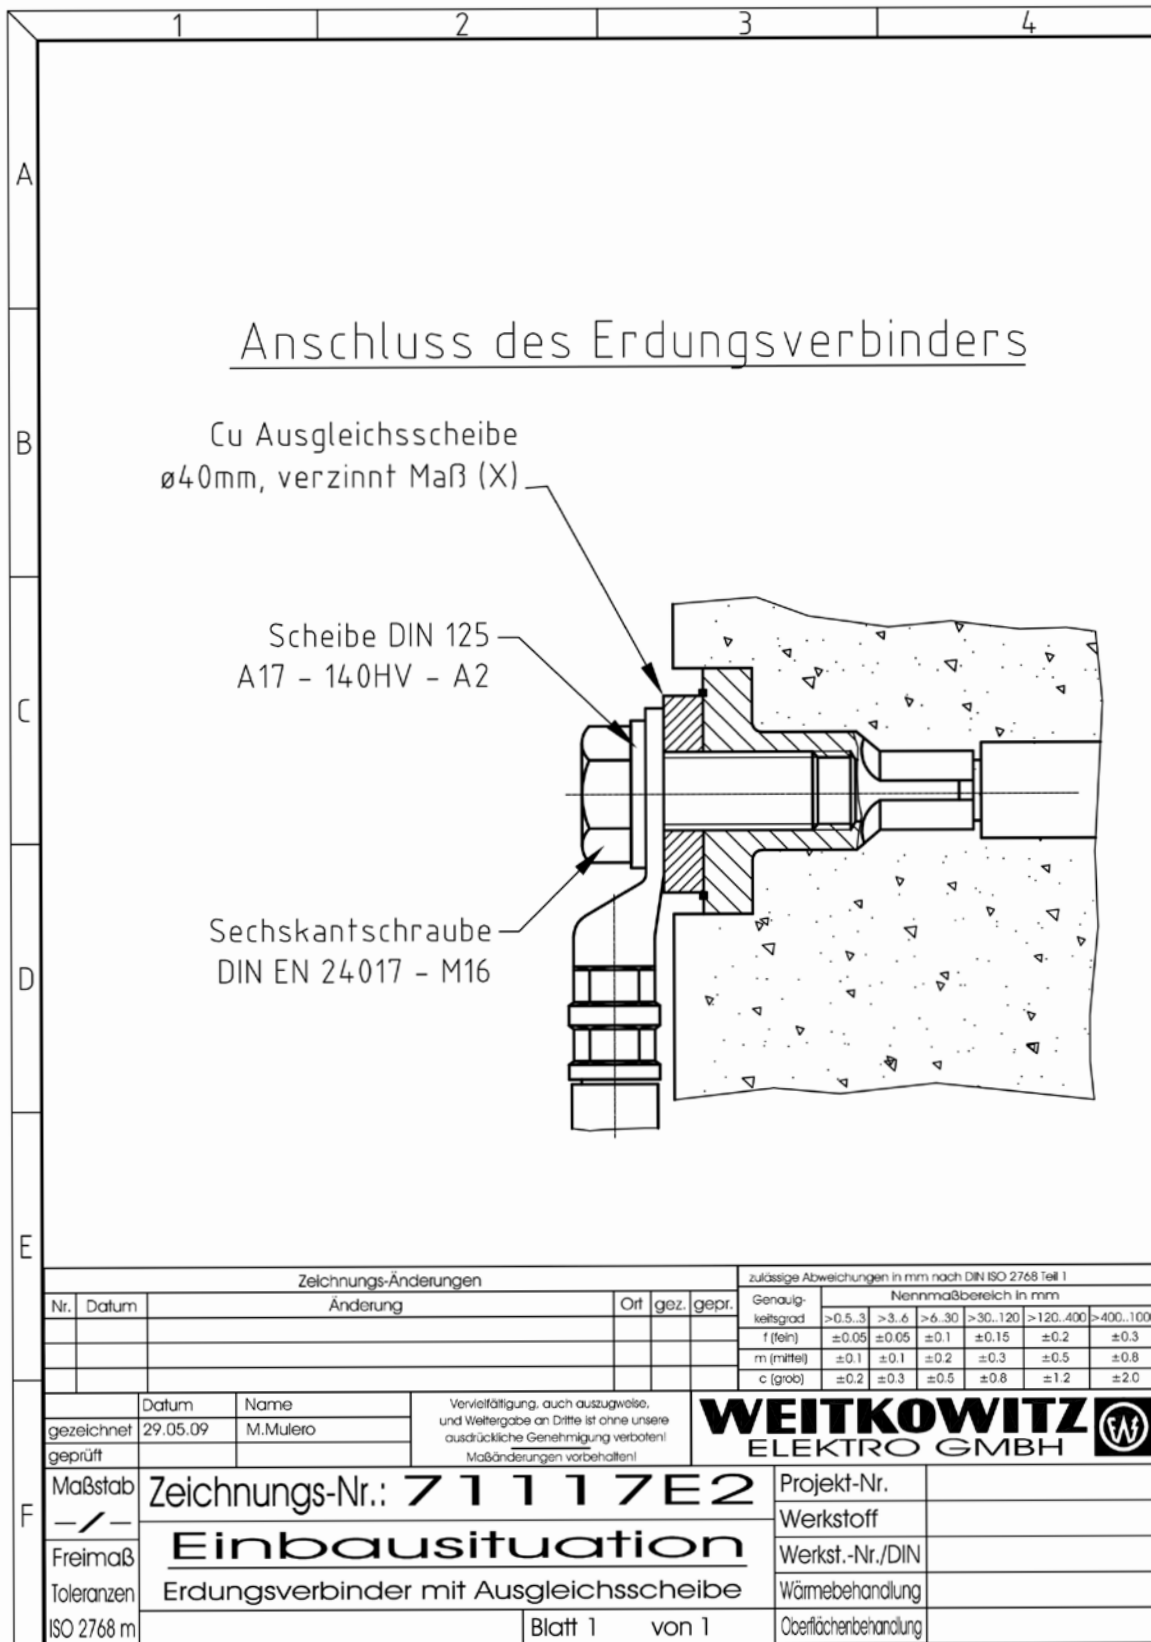 1 2 3 4
A
B
C
D
E
F
Anschluss des Erdungsverbinders
Cu Ausgleichsscheibe
ø40mm, verzinnt Maß (X)
Scheibe DIN 125
A17 - 140HV - A2
Sechskantschraube
DIN EN 24017 - M16
Zeichnungs-Änderungen
Nr. Datum Änderung Ort gez. gepr.
zulässige Abweichungen in mm nach DIN ISO 2768 Teil 1
Genauig-
keitsgrad
Nennmaßbereich in mm
>0.5..3 >3..6 >6..30 >30..120 >120..400 >400..1000
f (fein) ±0.05 ±0.05 ±0.1 ±0.15 ±0.2 ±0.3
m (mittel) ±0.1 ±0.1 ±0.2 ±0.3 ±0.5 ±0.8
c (grob) ±0.2 ±0.3 ±0.5 ±0.8 ±1.2 ±2.0
Datum Name
gezeichnet 29.05.09 M.Mulero
geprüft
Vervielfältigung, auch auszugweise,
und Weitergabe an Dritte ist ohne unsere
ausdrückliche Genehmigung verboten!
Maßänderungen vorbehalten!
WEITKOWITZ
ELEKTRO GMBH
Maßstab
-/-
Zeichnungs-Nr.: 71117E2
Freimaß
Toleranzen
ISO 2768 m
Einbausituation
Erdungsverbinder mit Ausgleichsscheibe
Blatt 1 von 1
Projekt-Nr.
Werkstoff
Werkst.-Nr./DIN
Wärmebehandlung
Oberflächenbehandlung